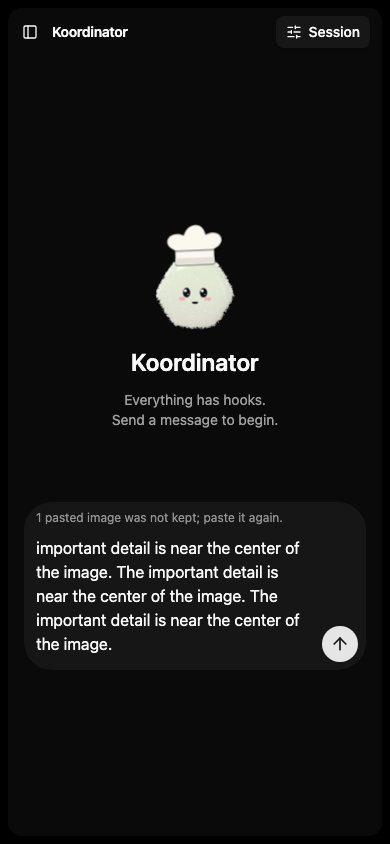 Koordinator
Session
Koordinator
Everything has hooks.
Send a message to begin.
1 pasted image was not kept; paste it again.
important detail is near the center of
the image. The important detail is
near the center of the image. The
important detail is near the center of
the image.